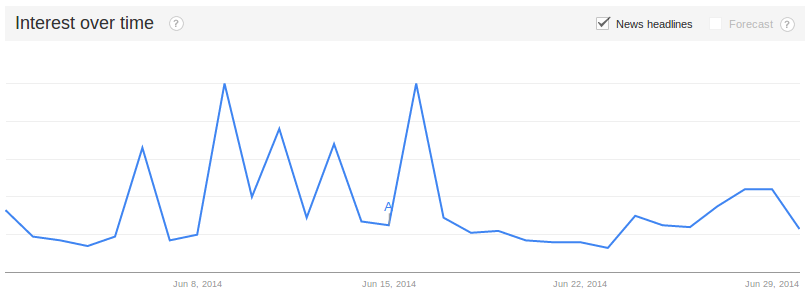 Interest over time ? News headlines Forecast ?
A
Jun 8, 2014 Jun 15, 2014 Jun 22, 2014 Jun 29, 2014